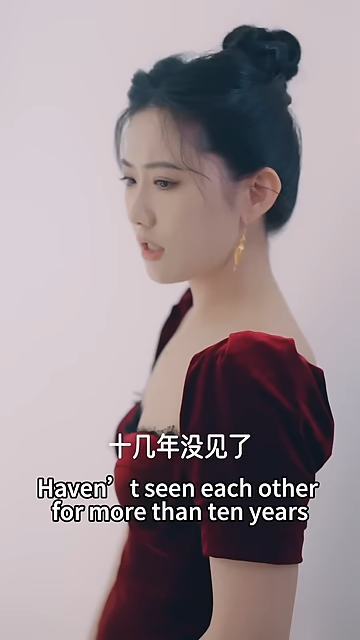 十几年没见了
Haven't seen each other
for more than ten years